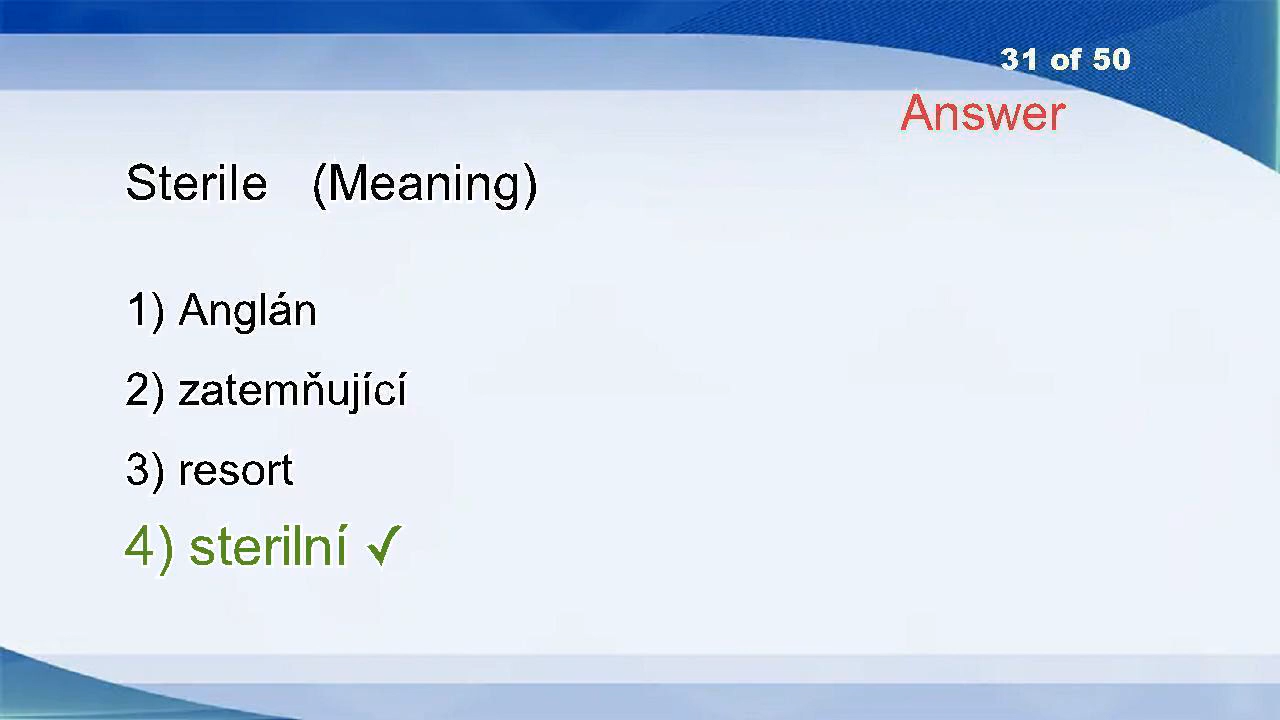 31 of 50
Answer
Sterile (Meaning)
1) Anglán
2) zatemňující
3) resort
4) sterilní ✓